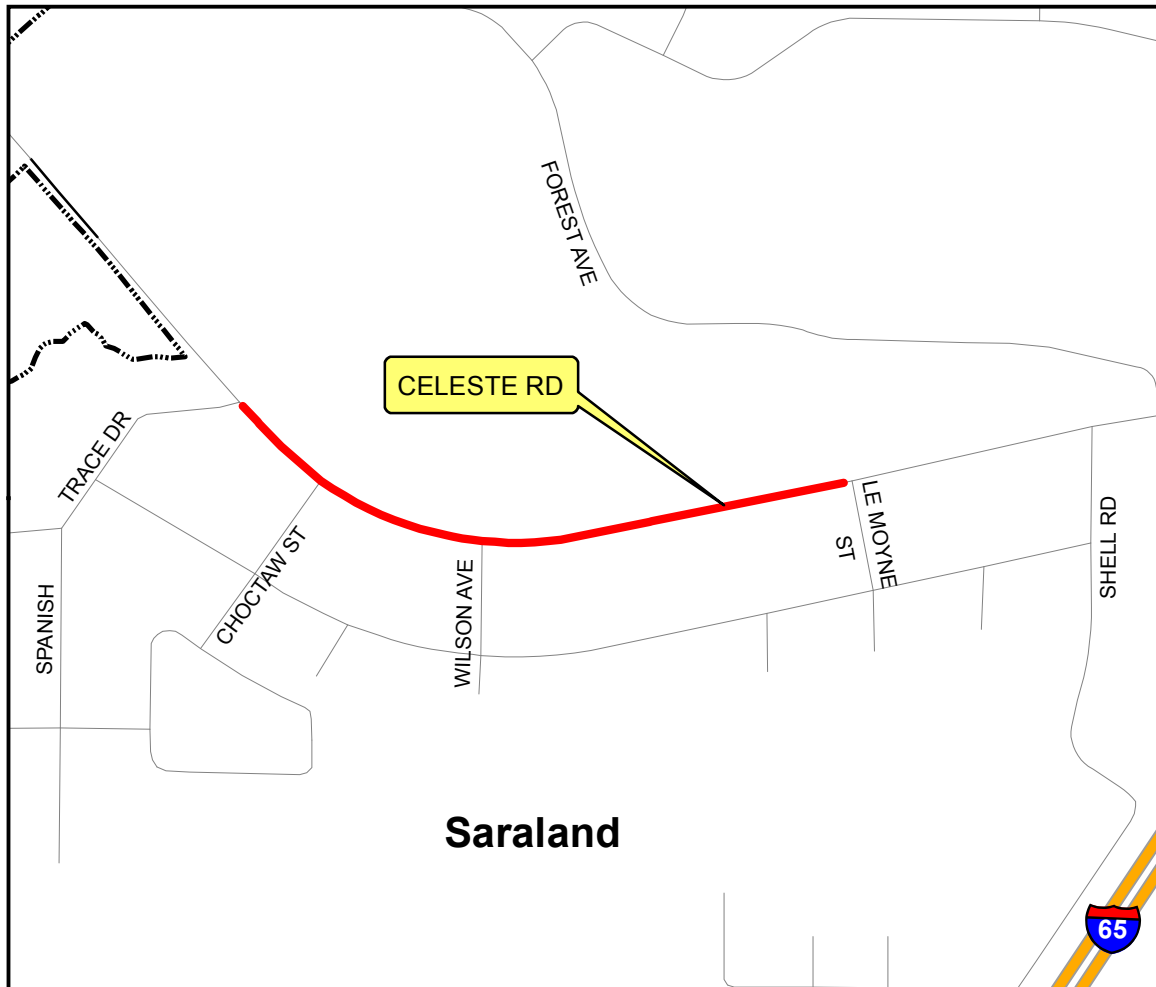 FOREST AVE
CELESTE RD
TRACE DR
LE MOYNE
ST
CHOCTAW ST
SHELL RD
WILSON AVE
SPANISH
Saraland
65